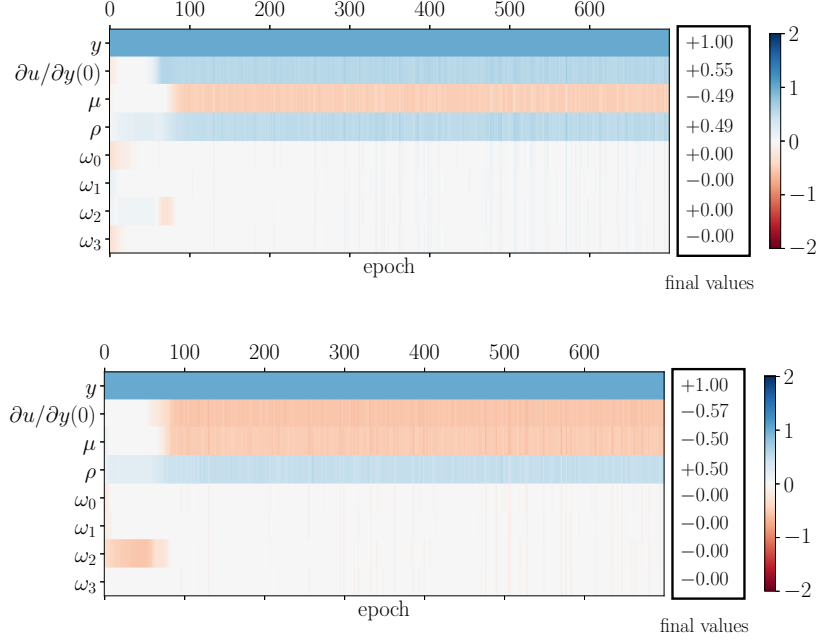 0 100 200 300 400 500 600
y +1.00 2
∂u/∂y(0) +0.55
μ −0.49 1
ρ +0.49 0
ω0 +0.00
ω1 −0.00 −1
ω2 +0.00
ω3 −0.00 −2
epoch
final values
0 100 200 300 400 500 600
y +1.00 2
∂u/∂y(0) −0.57
μ −0.50 1
ρ +0.50 0
ω0 −0.00
ω1 −0.00 −1
ω2 −0.00
ω3 −0.00 −2
epoch
final values